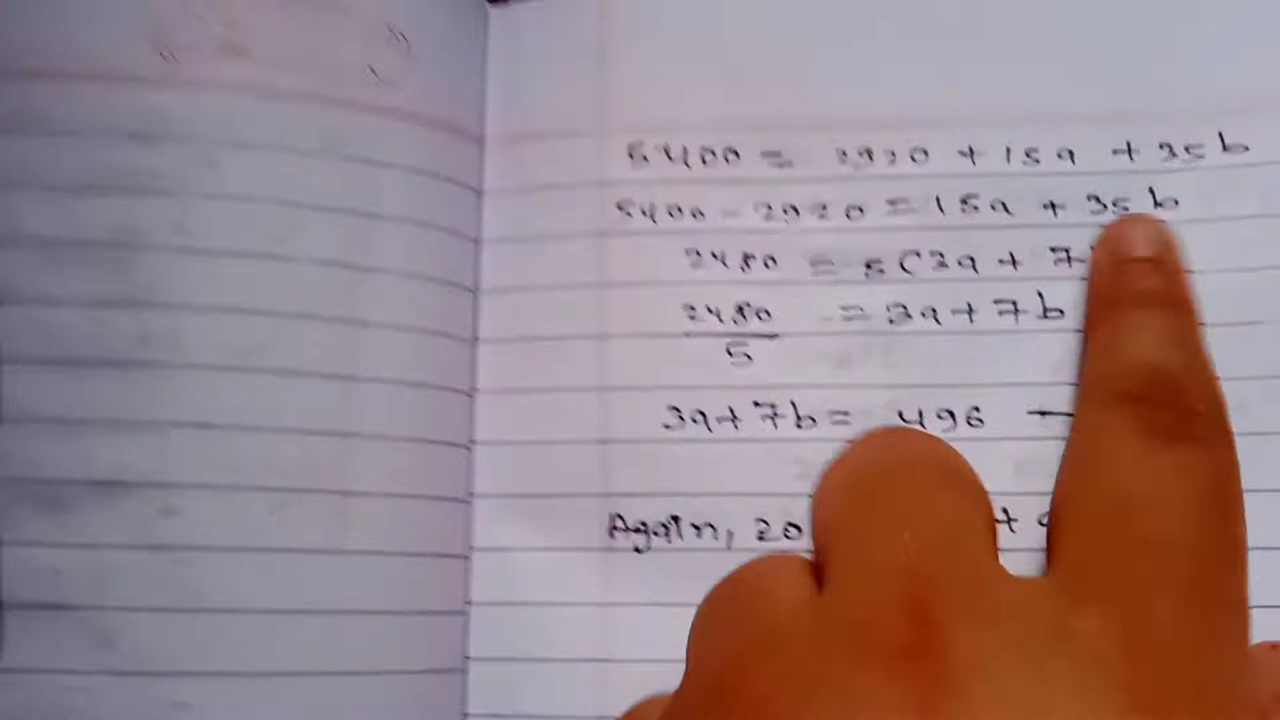 5400 = 2920 + 15a + 35b
5400 - 2920 = 15a + 35b
2480 = 5(3a + 7
2480
5
= 3a + 7b
3a + 7b = 496 —
Again, 20
+